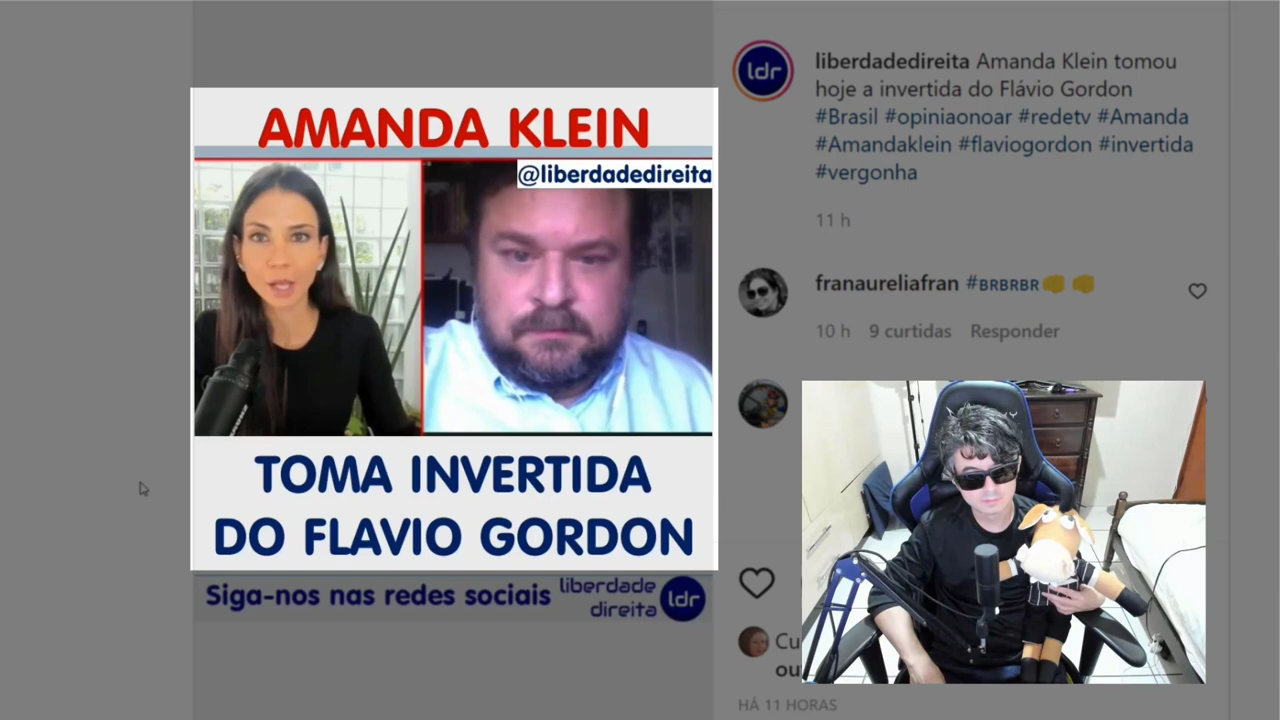 AMANDA KLEIN
@liberdadedireita
TOMA INVERTIDA
DO FLAVIO GORDON
Siga-nos nas redes sociais
liberdade
direita
ldr
ldr
liberdadedireita Amanda Klein tomou
hoje a invertida do Flávio Gordon
#Brasil #opiniaonoar #redetv #Amanda
#Amandaklein #flaviogordon #invertida
#vergonha
11 h
franaureliafran #BRBRBR
10 h 9 curtidas Responder
Cu
ou
HÁ 11 HORAS